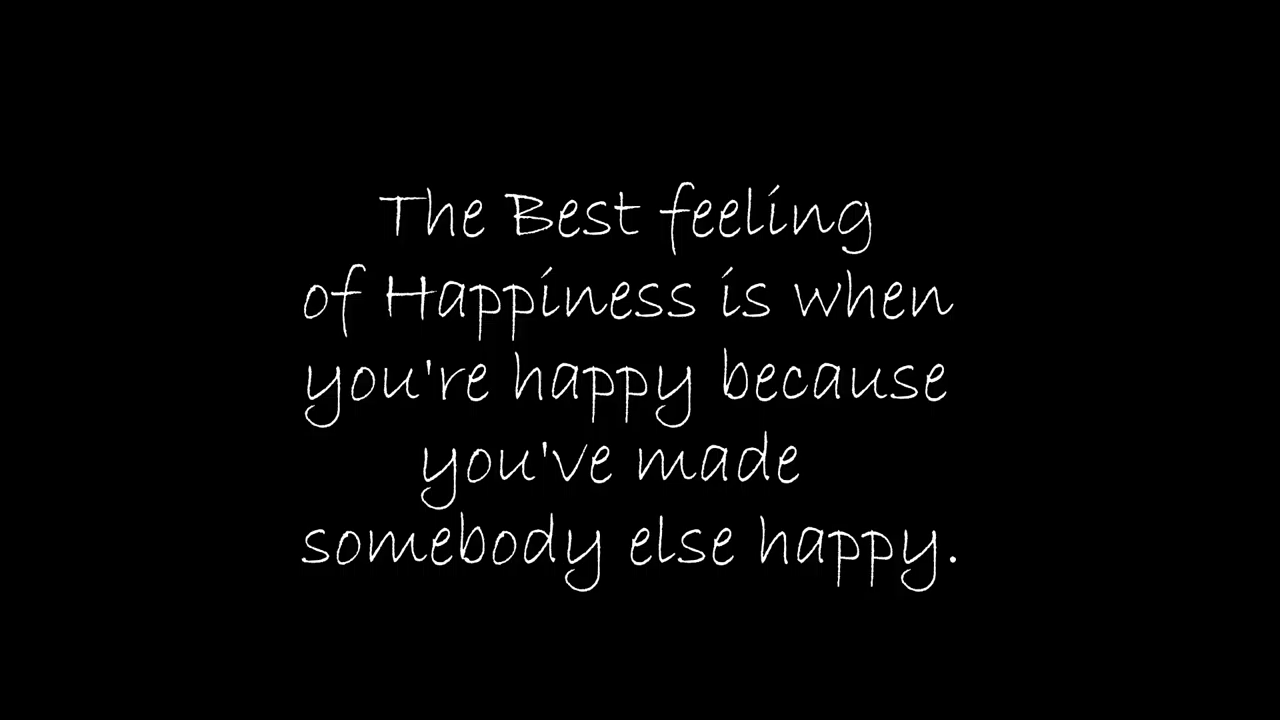 The Best feeling
of Happiness is when
you're happy because
you've made
somebody else happy.